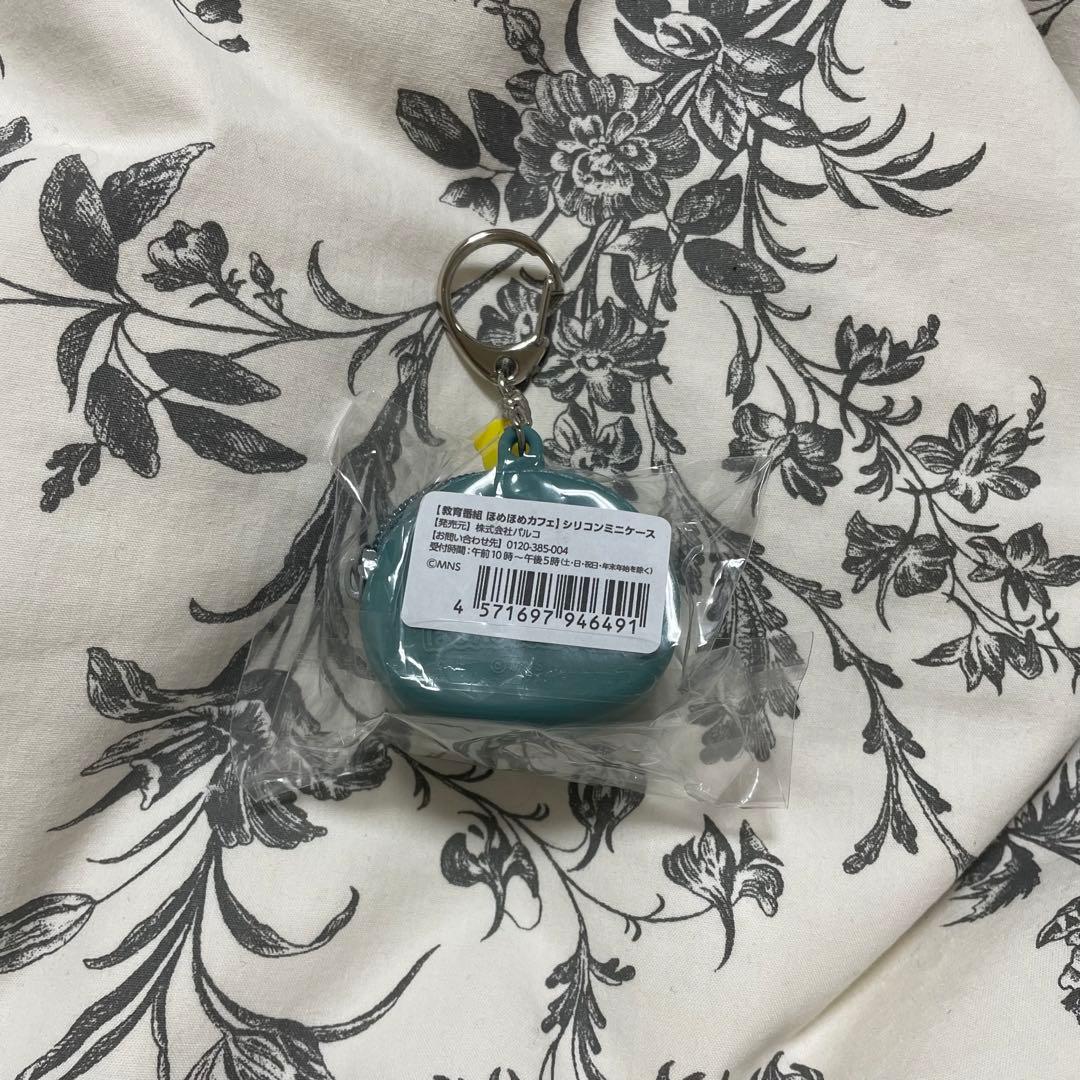 【教育番組 ほめほめカフェ】シリコンミニケース
【発売元】株式会社パルコ
【お問い合わせ先】0120-385-004
受付時間：午前10時～午後5時(土・日・祝日・年末年始を除く)
©MNS
4 571697 946491